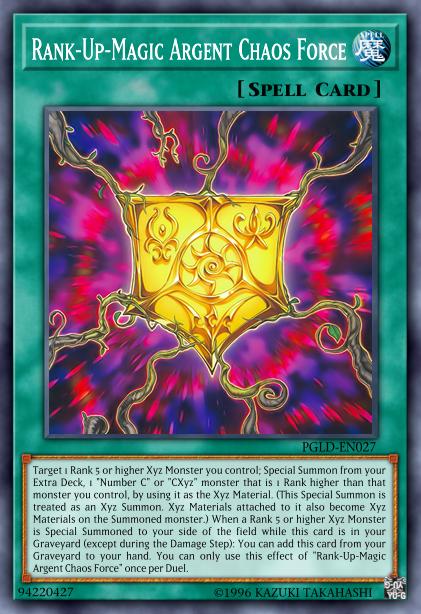 Rank-Up-Magic Argent Chaos Force
SPELL
魔
[Spell Card]
PGLD-EN027
Target 1 Rank 5 or higher Xyz Monster you control; Special Summon from your
Extra Deck, 1 "Number C" or "CXyz" monster that is 1 Rank higher than that
monster you control, by using it as the Xyz Material. (This Special Summon is
treated as an Xyz Summon. Xyz Materials attached to it also become Xyz
Materials on the Summoned monster.) When a Rank 5 or higher Xyz Monster
is Special Summoned to your side of the field while this card is in your
Graveyard (except during the Damage Step): You can add this card from your
Graveyard to your hand. You can only use this effect of "Rank-Up-Magic
Argent Chaos Force" once per Duel.
94220427
©1996 KAZUKI TAKAHASHI